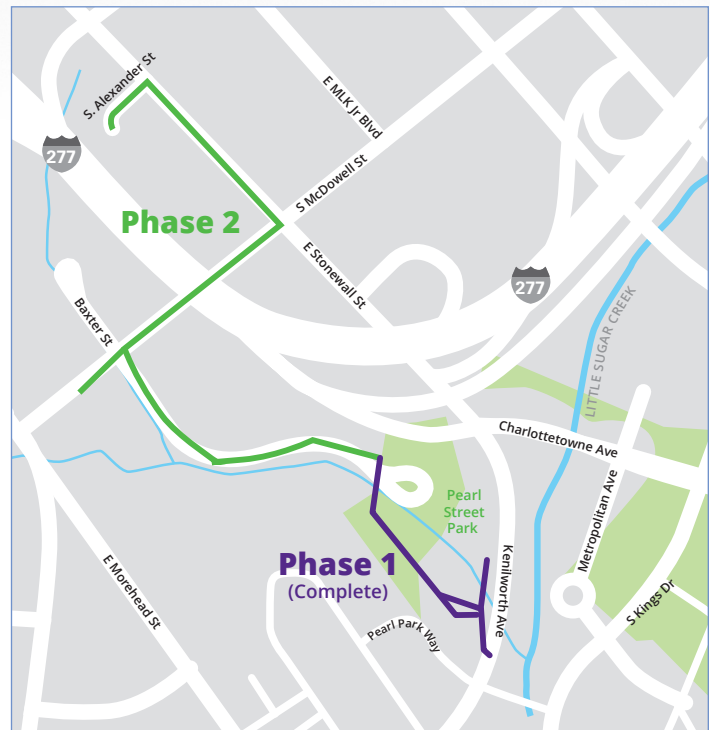 S. Alexander St
E MLK Jr Blvd
277
S McDowell St
Phase 2
E Stonewall St
277
Baxter St
LITTLE SUGAR CREEK
Charlottetowne Ave
Metropolitan Ave
Pearl
Street
Park
Phase 1
(Complete)
Kenilworth Ave
E Morehead St
Pearl Park Way
S Kings Dr